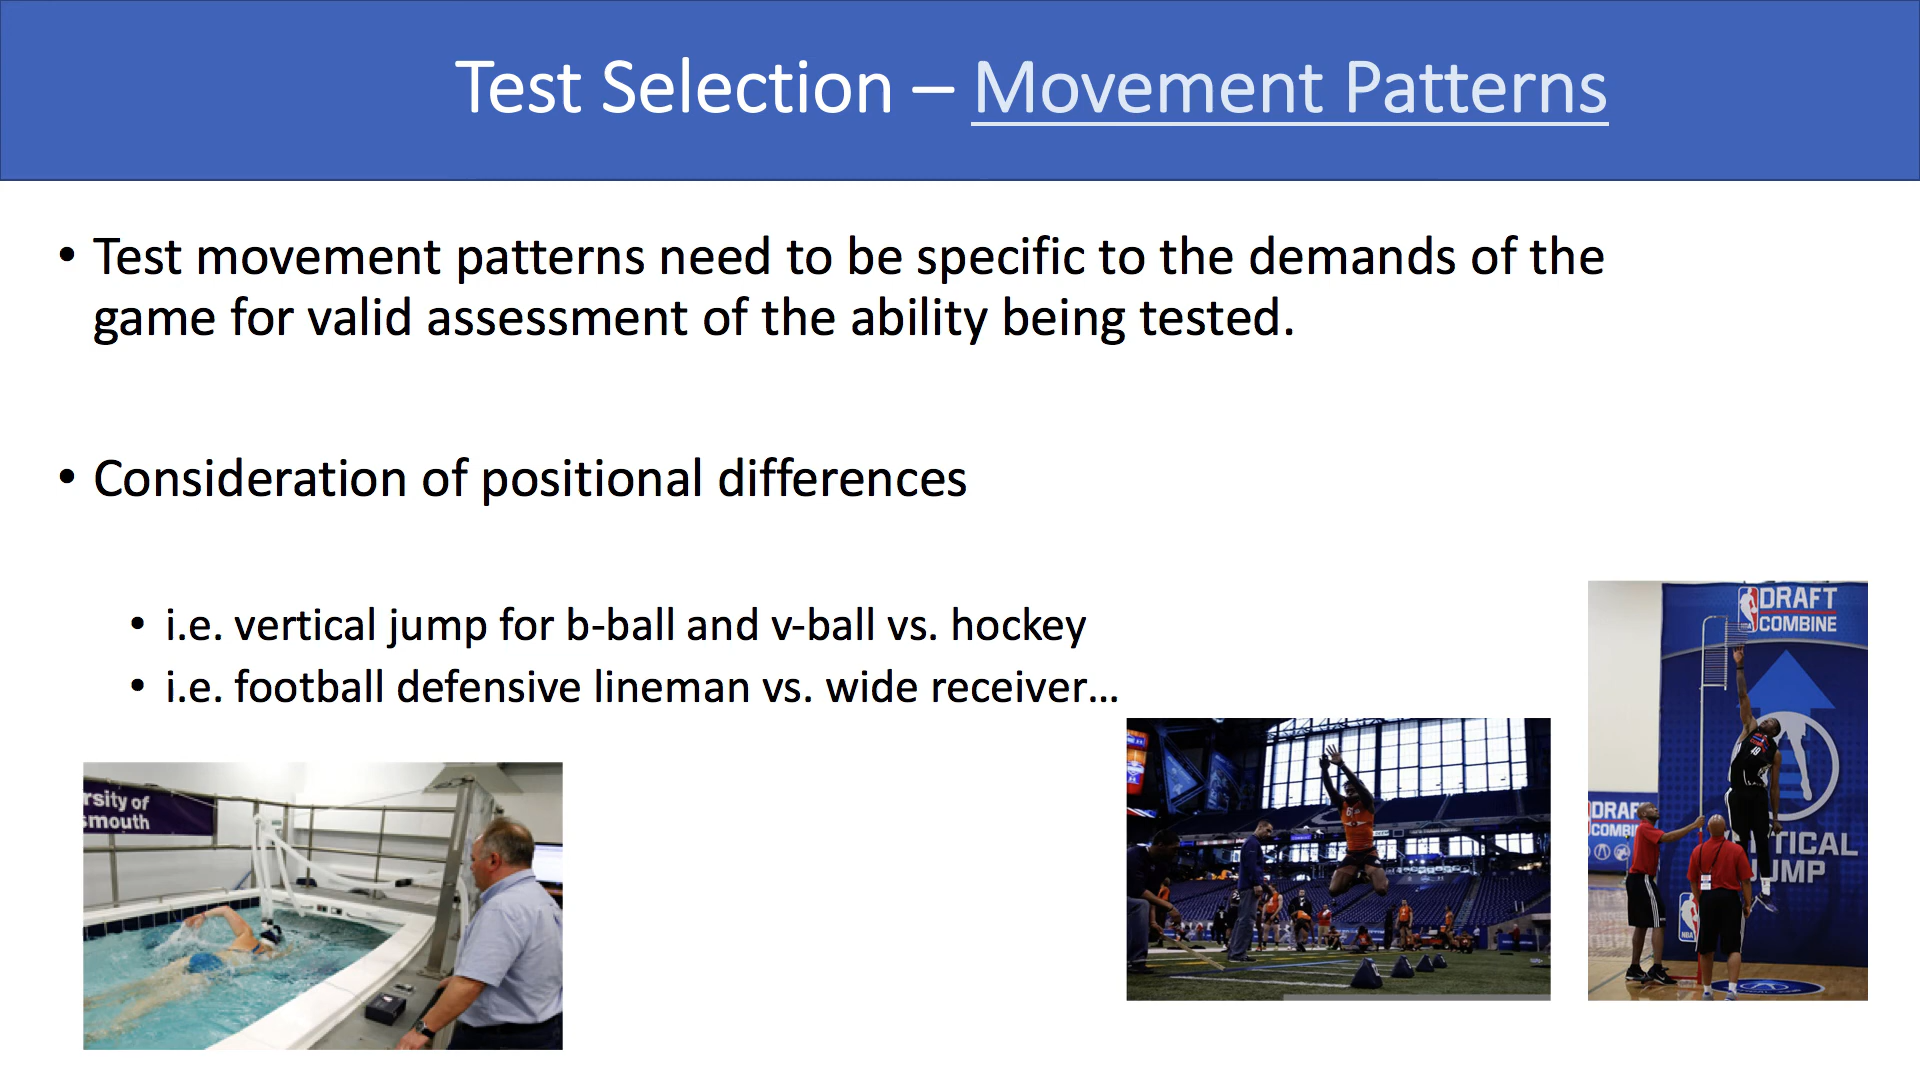 Test Selection – Movement Patterns
• Test movement patterns need to be specific to the demands of the
game for valid assessment of the ability being tested.
• Consideration of positional differences
• i.e. vertical jump for b-ball and v-ball vs. hockey
• i.e. football defensive lineman vs. wide receiver...
rsity of
smouth
DRAFT
COMBINE
DRAF
COMBI
TICAL
JUMP
NBA